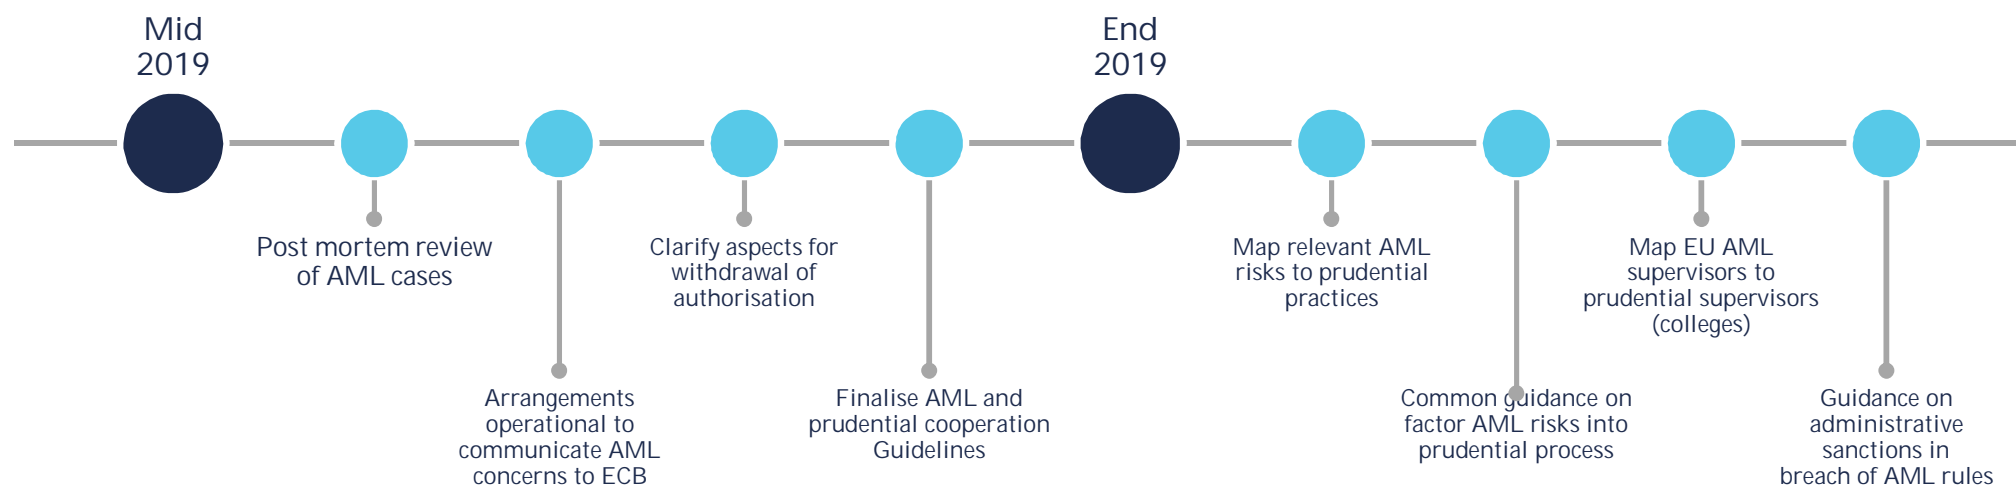 Mid
2019
End
2019
Post mortem review
of AML cases
Arrangements
operational to
communicate AML
concerns to ECB
Clarify aspects for
withdrawal of
authorisation
Finalise AML and
prudential cooperation
Guidelines
Map relevant AML
risks to prudential
practices
Common guidance on
factor AML risks into
prudential process
Map EU AML
supervisors to
prudential supervisors
(colleges)
Guidance on
administrative
sanctions in
breach of AML rules